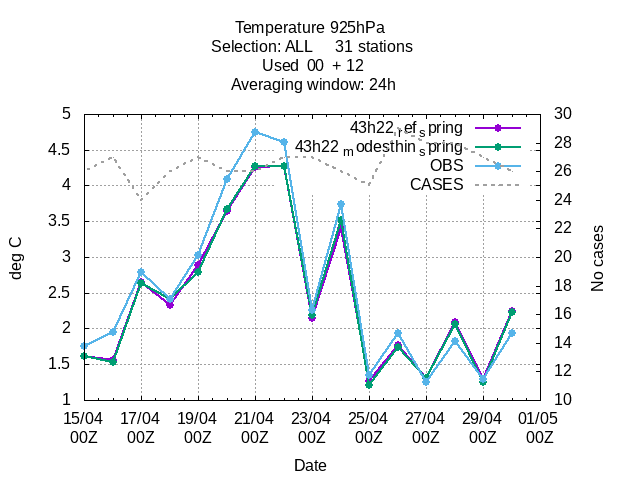 Temperature 925hPa
Selection: ALL 31 stations
Used 00 + 12
Averaging window: 24h
43h22_ref_spring
43h22_modesthin_spring
OBS
CASES
deg C
No cases
5
4.5
4
3.5
3
2.5
2
1.5
1
30
28
26
24
22
20
18
16
14
12
10
15/04 17/04 19/04 21/04 23/04 25/04 27/04 29/04 01/05
00Z 00Z 00Z 00Z 00Z 00Z 00Z 00Z 00Z
Date